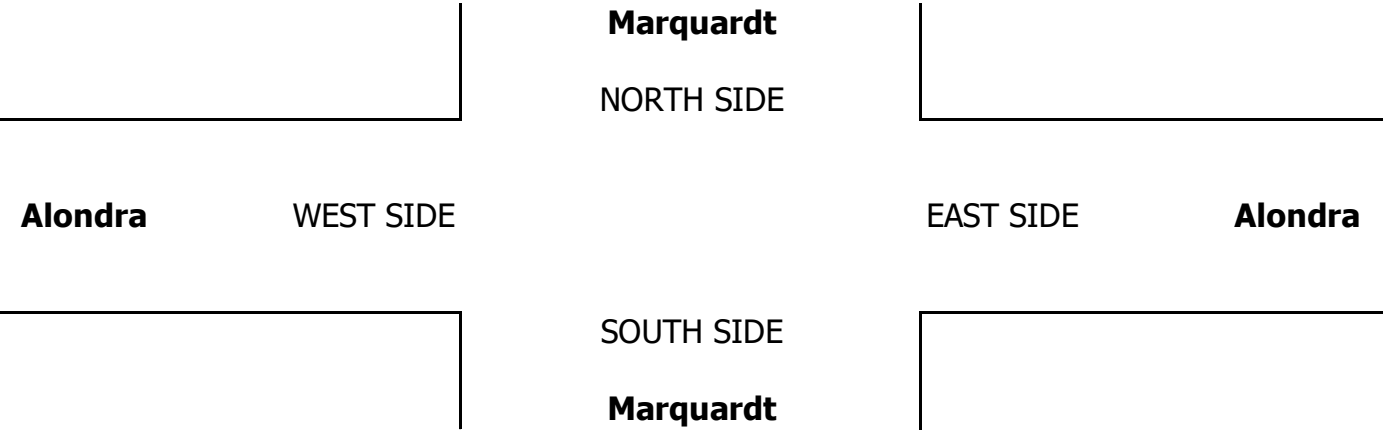 Marquardt
NORTH SIDE
Alondra WEST SIDE EAST SIDE Alondra
SOUTH SIDE
Marquardt